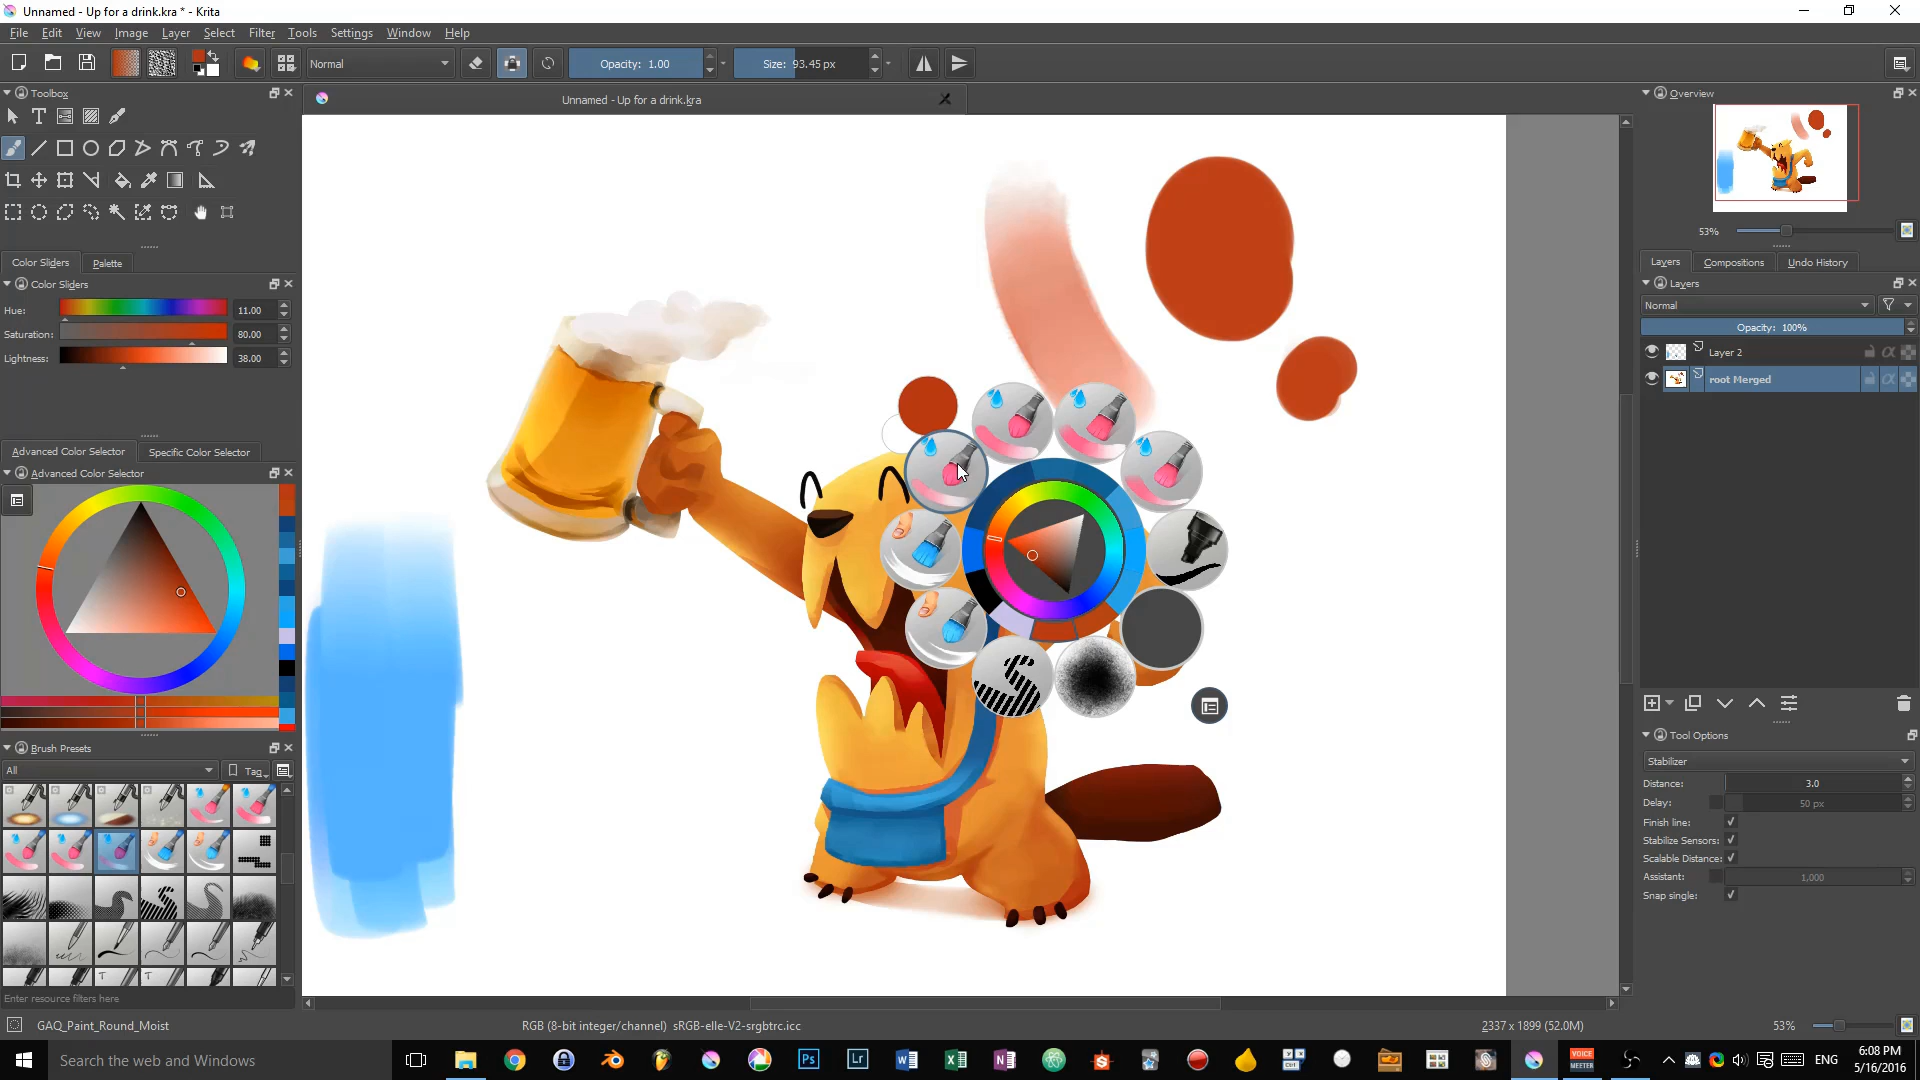 Unnamed - Up for a drink.kra * - Krita
File Edit View Image Layer Select Filter Tools Settings Window Help
Normal Opacity: 1.00 Size: 93.45 px
Toolbox
Unnamed - Up for a drink.kra
Overview
53%
Color Sliders Palette
Color Sliders
Hue: 11.00
Saturation: 80.00
Lightness: 38.00
Layers Compositions Undo History
Layers
Normal
Opacity: 100%
Layer 2
root Merged
Advanced Color Selector Specific Color Selector
Advanced Color Selector
Brush Presets
All Tag
T T
Enter resource filters here
Tool Options
Stabilizer
Distance: 3.0
Delay: 50 px
Finish line:
Stabilize Sensors:
Scalable Distance:
Assistant: 1,000
Snap single:
GAQ_Paint_Round_Moist RGB (8-bit integer/channel) sRGB-elle-V2-srgbtrc.icc 2337 x 1899 (52.0M) 53%
Search the web and Windows
Ps Lr
Ctrl
VOICE
MEETER
ENG
6:08 PM
5/16/2016